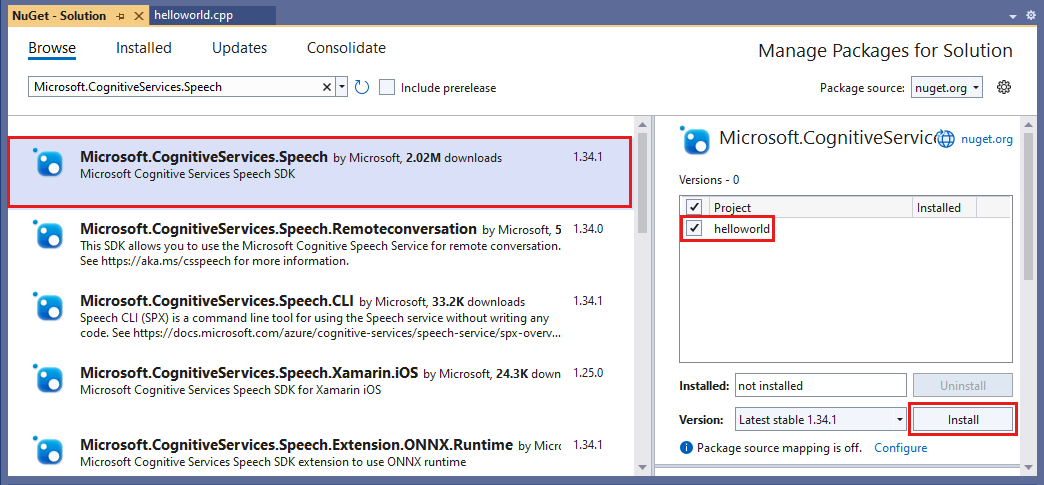 NuGet - Solution
helloworld.cpp
Browse Installed Updates Consolidate
Manage Packages for Solution
Microsoft.CognitiveServices.Speech
Include prerelease
Package source: nuget.org
Microsoft.CognitiveServices.Speech by Microsoft, 2.02M downloads 1.34.1
Microsoft Cognitive Services Speech SDK
Microsoft.CognitiveServices.Speech.Remoteconversation by Microsoft, 5 1.34.0
This SDK allows you to use the Microsoft Cognitive Speech Service for remote conversation.
See https://aka.ms/csspeech for more information.
Microsoft.CognitiveServices.Speech.CLI by Microsoft, 33.2K downloads 1.34.1
Speech CLI (SPX) is a command line tool for using the Speech service without writing any
code. See https://docs.microsoft.com/azure/cognitive-services/speech-service/spx-overv...
Microsoft.CognitiveServices.Speech.Xamarin.iOS by Microsoft, 24.3K down 1.25.0
Microsoft Cognitive Services Speech SDK for Xamarin iOS
Microsoft.CognitiveServices.Speech.Extension.ONNX.Runtime by Micro 1.34.1
Microsoft Cognitive Services Speech SDK extension to use ONNX runtime
Microsoft.CognitiveService nuget.org
Versions - 0
Project Installed
helloworld
Installed: not installed Uninstall
Version: Latest stable 1.34.1 Install
Package source mapping is off. Configure